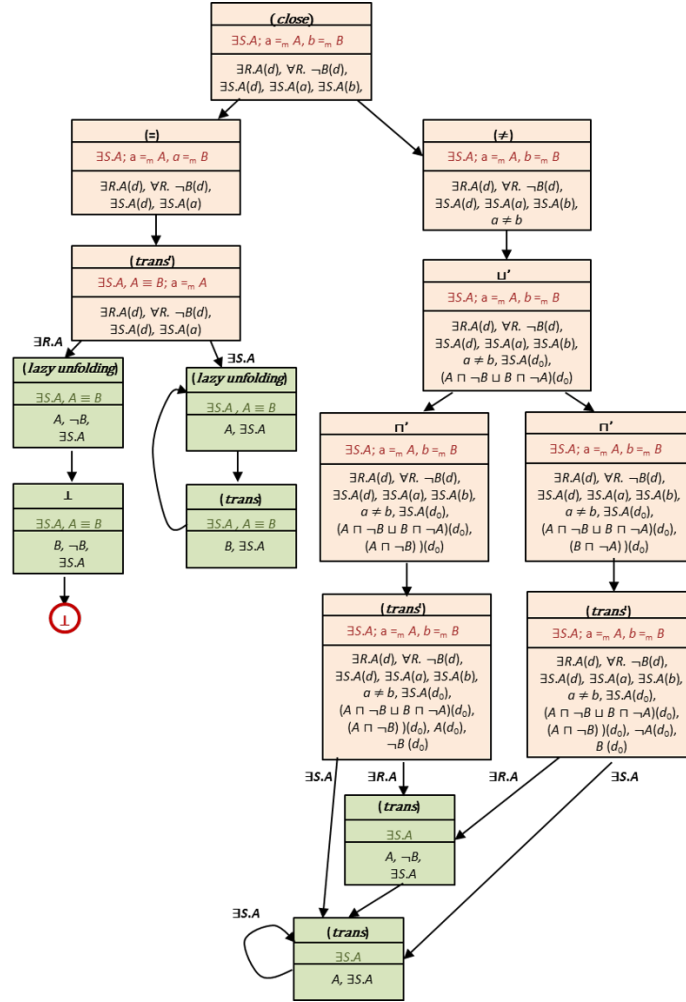 (close)
∃S.A; a =ₘ A, b =ₘ B
∃R.A(d), ∀R. ¬B(d),
∃S.A(d), ∃S.A(a), ∃S.A(b),
(=)
∃S.A; a =ₘ A, a =ₘ B
∃R.A(d), ∀R. ¬B(d),
∃S.A(d), ∃S.A(a)
(≠)
∃S.A; a =ₘ A, b =ₘ B
∃R.A(d), ∀R. ¬B(d),
∃S.A(d), ∃S.A(a), ∃S.A(b),
a ≠ b
(trans')
∃S.A, A ≡ B; a =ₘ A
∃R.A(d), ∀R. ¬B(d),
∃S.A(d), ∃S.A(a)
⊔'
∃S.A; a =ₘ A, b =ₘ B
∃R.A(d), ∀R. ¬B(d),
∃S.A(d), ∃S.A(a), ∃S.A(b),
a ≠ b, ∃S.A(d₀),
(A ⊓ ¬B ⊔ B ⊓ ¬A)(d₀)
∃R.A
∃S.A
(lazy unfolding)
∃S.A, A ≡ B
A, ¬B,
∃S.A
(lazy unfolding)
∃S.A , A ≡ B
A, ∃S.A
⊥
∃S.A, A ≡ B
B, ¬B,
∃S.A
(trans)
∃S.A , A ≡ B
B, ∃S.A
⊥
⊓'
∃S.A; a =ₘ A, b =ₘ B
∃R.A(d), ∀R. ¬B(d),
∃S.A(d), ∃S.A(a), ∃S.A(b),
a ≠ b, ∃S.A(d₀),
(A ⊓ ¬B ⊔ B ⊓ ¬A)(d₀),
(A ⊓ ¬B) )(d₀)
⊓'
∃S.A; a =ₘ A, b =ₘ B
∃R.A(d), ∀R. ¬B(d),
∃S.A(d), ∃S.A(a), ∃S.A(b),
a ≠ b, ∃S.A(d₀),
(A ⊓ ¬B ⊔ B ⊓ ¬A)(d₀),
(B ⊓ ¬A) )(d₀)
(trans')
∃S.A; a =ₘ A, b =ₘ B
∃R.A(d), ∀R. ¬B(d),
∃S.A(d), ∃S.A(a), ∃S.A(b),
a ≠ b, ∃S.A(d₀),
(A ⊓ ¬B ⊔ B ⊓ ¬A)(d₀),
(A ⊓ ¬B) )(d₀), A(d₀),
¬B (d₀)
(trans')
∃S.A; a =ₘ A, b =ₘ B
∃R.A(d), ∀R. ¬B(d),
∃S.A(d), ∃S.A(a), ∃S.A(b),
a ≠ b, ∃S.A(d₀),
(A ⊓ ¬B ⊔ B ⊓ ¬A)(d₀),
(A ⊓ ¬B) )(d₀), ¬A(d₀),
B (d₀)
∃S.A
∃R.A
∃R.A
∃S.A
(trans)
∃S.A
A, ¬B,
∃S.A
∃S.A
(trans)
∃S.A
A, ∃S.A